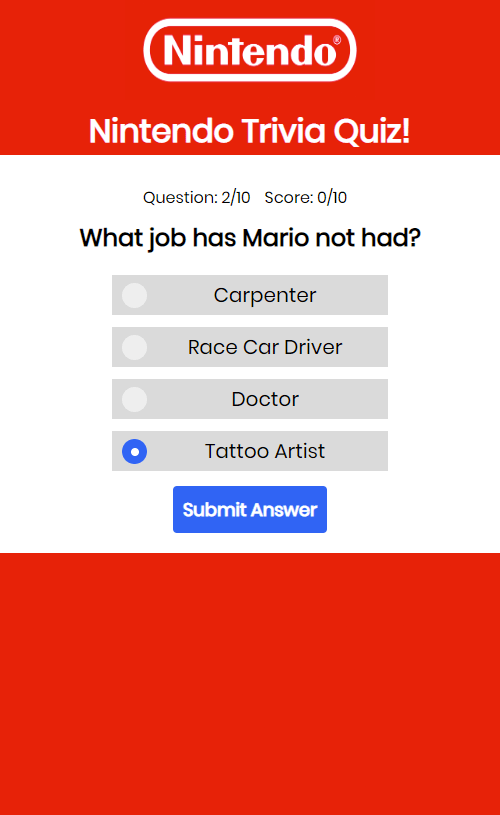 Nintendo®
Nintendo Trivia Quiz!
Question: 2/10 Score: 0/10
What job has Mario not had?
Carpenter
Race Car Driver
Doctor
Tattoo Artist
Submit Answer